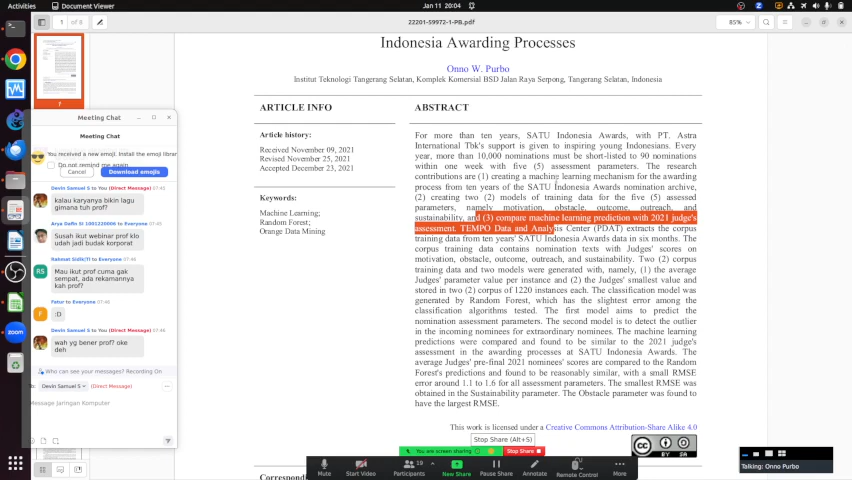 Activities
Document Viewer
Jan 11 20:04
1 of 8
22201-59972-1-PB.pdf
85%
Indonesia Awarding Processes
Onno W. Purbo
Institut Teknologi Tangerang Selatan, Komplek Komersial BSD Jalan Raya Serpong, Tangerang Selatan, Indonesia
ARTICLE INFO
Article history:
Received November 09, 2021
Revised November 25, 2021
Accepted December 23, 2021
Keywords:
Machine Learning;
Random Forest;
Orange Data Mining
ABSTRACT
For more than ten years, SATU Indonesia Awards, with PT. Astra
International Tbk's support is given to inspiring young Indonesians. Every
year, more than 10,000 nominations must be short-listed to 90 nominations
within one week with five (5) assessment parameters. The research
contributions are (1) creating a machine learning mechanism for the awarding
process from ten years of the SATU Indonesia Awards nomination archive,
(2) creating two (2) models of training data for the five (5) assessed
parameters, namely motivation, obstacle, outcome, outreach, and
sustainability, and (3) compare machine learning prediction with 2021 judge's
assessment. TEMPO Data and Analysis Center (PDAT) extracts the corpus
training data from ten years' SATU Indonesia Awards data in six months. The
corpus training data contains nomination texts with Judges' scores on
motivation, obstacle, outcome, outreach, and sustainability. Two (2) corpus
training data and two models were generated with, namely, (1) the average
Judges' parameter value per instance and (2) the Judges' smallest value and
stored in two (2) corpus of 1220 instances each. The classification model was
generated by Random Forest, which has the slightest error among the
classification algorithms tested. The first model aims to predict the
nomination assessment parameters. The second model is to detect the outlier
in the incoming nominees for extraordinary nominees. The machine learning
predictions were compared and found to be similar to the 2021 judge's
assessment in the awarding processes at SATU Indonesia Awards. The
average Judges' pre-final 2021 nominees' scores are compared to the Random
Forest's predictions and found to be reasonably similar, with a small RMSE
error around 1.1 to 1.6 for all assessment parameters. The smallest RMSE was
obtained in the Sustainability parameter. The Obstacle parameter was found to
have the largest RMSE.
This work is licensed under a Creative Commons Attribution-Share Alike 4.0
BY SA
Meeting Chat
Meeting Chat
You received a new emoji. Install the emoji librar
Do not remind me again
Cancel
Download emojis
Devin Samuel S to You (Direct Message) 07:45
kalau karyanya bikin lagu
gimana tuh prof?
Arya Dafin SI 1001220006 to Everyone 07:45
Susah ikut webinar prof klo
udah jadi budak korporat
RS
Mau ikut prof cuma gak
sempat, ada rekamannya
kah prof?
Fatur to Everyone 07:46
F
:D
Devin Samuel S to You (Direct Message) 07:46
wah yg bener prof? oke
deh
Who can see your messages? Recording On
To: Devin Samuel S
(Direct Message)
Message Jaringan Komputer
Stop Share (Alt+S)
You are screen sharing
Stop Share
Mute
Start Video
Participants
19
New Share
Pause Share
Annotate
Remote Control
More
Talking: Onno Purbo
zoom